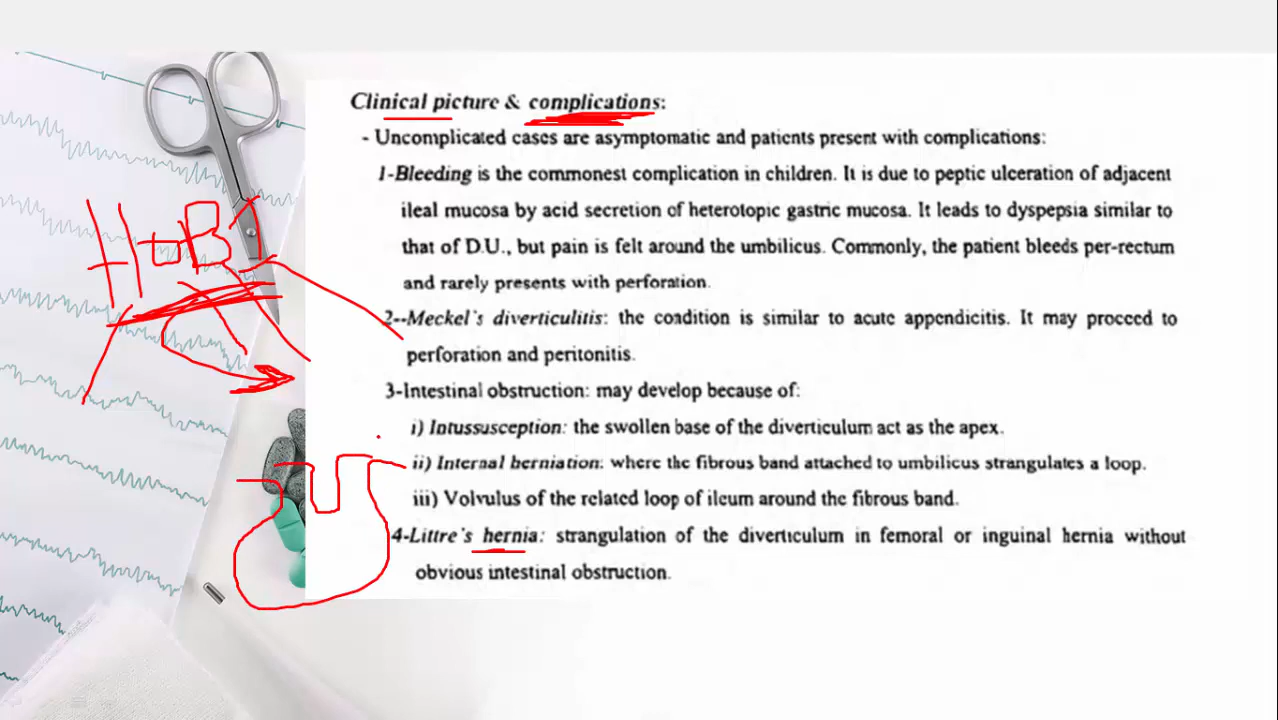 Clinical picture & complications:
- Uncomplicated cases are asymptomatic and patients present with complications:
1-Bleeding is the commonest complication in children. It is due to peptic ulceration of adjacent
ileal mucosa by acid secretion of heterotopic gastric mucosa. It leads to dyspepsia similar to
that of D.U., but pain is felt around the umbilicus. Commonly, the patient bleeds per-rectum
and rarely presents with perforation.
2--Meckel's diverticulitis: the condition is similar to acute appendicitis. It may proceed to
perforation and peritonitis.
3-Intestinal obstruction: may develop because of:
i) Intussusception: the swollen base of the diverticulum act as the apex.
ii) Internal herniation: where the fibrous band attached to umbilicus strangulates a loop.
iii) Volvulus of the related loop of ileum around the fibrous band.
4-Littre's hernia: strangulation of the diverticulum in femoral or inguinal hernia without
obvious intestinal obstruction.